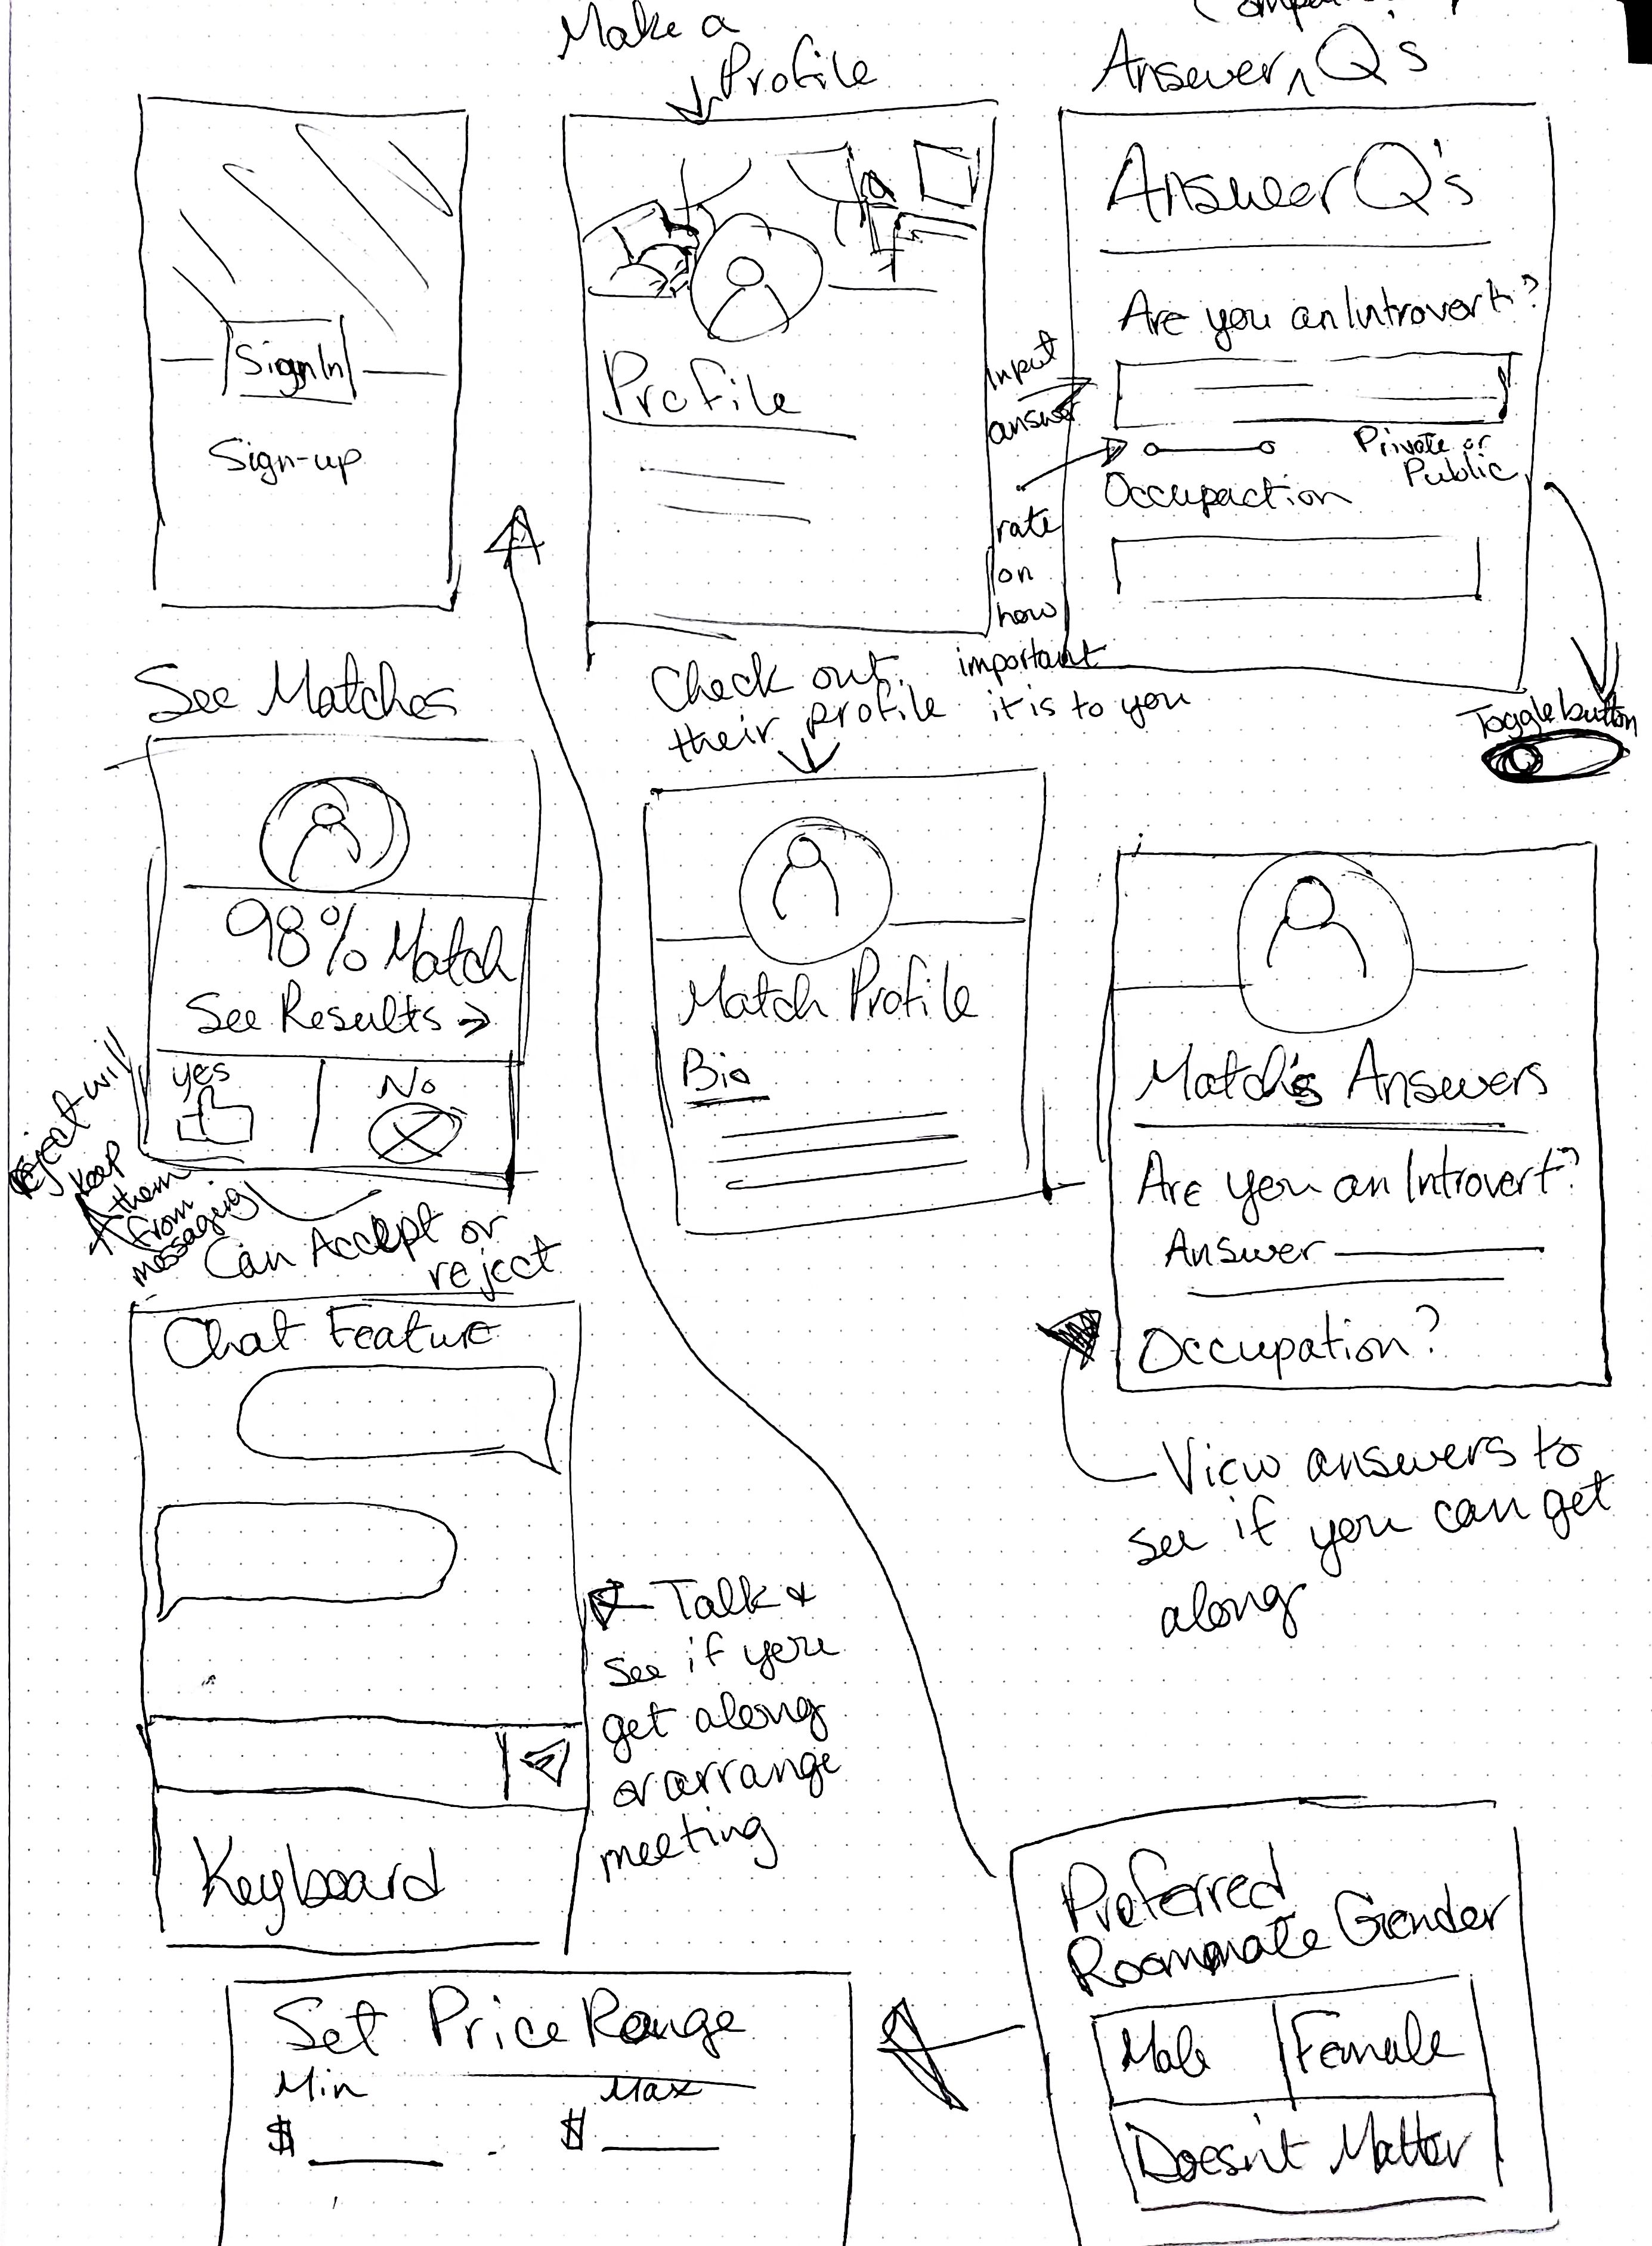 Make a
Profile
Answer ^ Q's
Sign In
Sign-up
Profile
Answer Q's
Are you an Introvert?
Input
answer
Private or
Public
Occupaction
rate
on
how
important
it is to you
Toggle button
See Matches
98% Match
See Results →
yes
No
Reject will
keep
them
from
messaging
Can Accept or
reject
Check out
their profile
Match Profile
Bio
Match's Answers
Are you an Introvert?
Answer
Occupation?
View answers to
see if you can get
along
Chat Feature
Keyboard
Talk &
see if you
get along
or arrange
meeting
Preferred
Roommate Gender
Male
Female
Doesn't Matter
Set Price Range
Min
Max
$
$